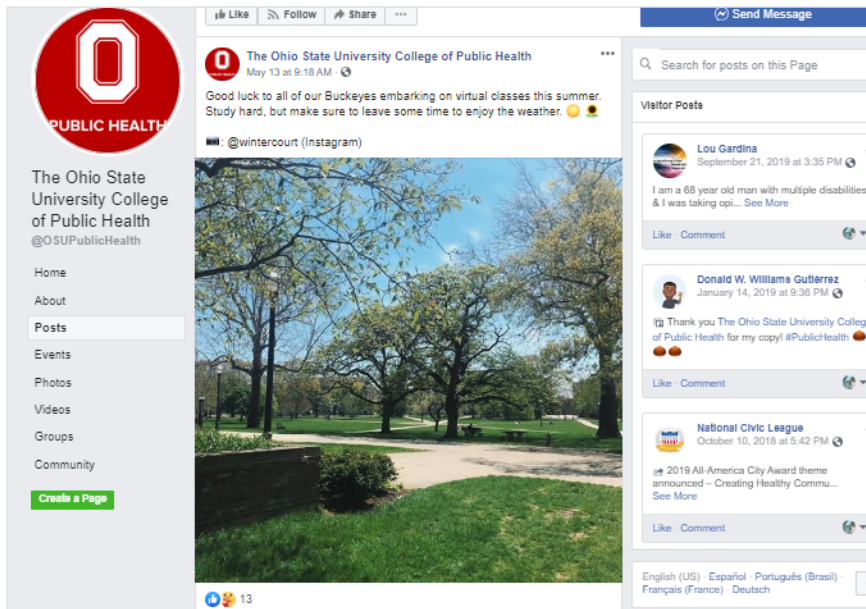 Like Follow Share ...
Send Message
PUBLIC HEALTH
The Ohio State
University College
of Public Health
@OSUPublicHealth
Home
About
Posts
Events
Photos
Videos
Groups
Community
Create a Page
The Ohio State University College of Public Health
May 13 at 9:18 AM ·
Good luck to all of our Buckeyes embarking on virtual classes this summer.
Study hard, but make sure to leave some time to enjoy the weather.
: @wintercourt (Instagram)
13
Search for posts on this Page
Visitor Posts
Lou Gardina
September 21, 2019 at 3:35 PM
I am a 68 year old man with multiple disabilities
& I was taking opi... See More
Like · Comment
Donald W. Williams Gutiérrez
January 14, 2019 at 9:36 PM
Thank you The Ohio State University Colleg
of Public Health for my copy! #PublicHealth
Like · Comment
National Civic League
October 10, 2018 at 5:42 PM
2019 All-America City Award theme
announced – Creating Healthy Commu...
See More
Like · Comment
English (US) · Español · Português (Brasil) ·
Français (France) · Deutsch